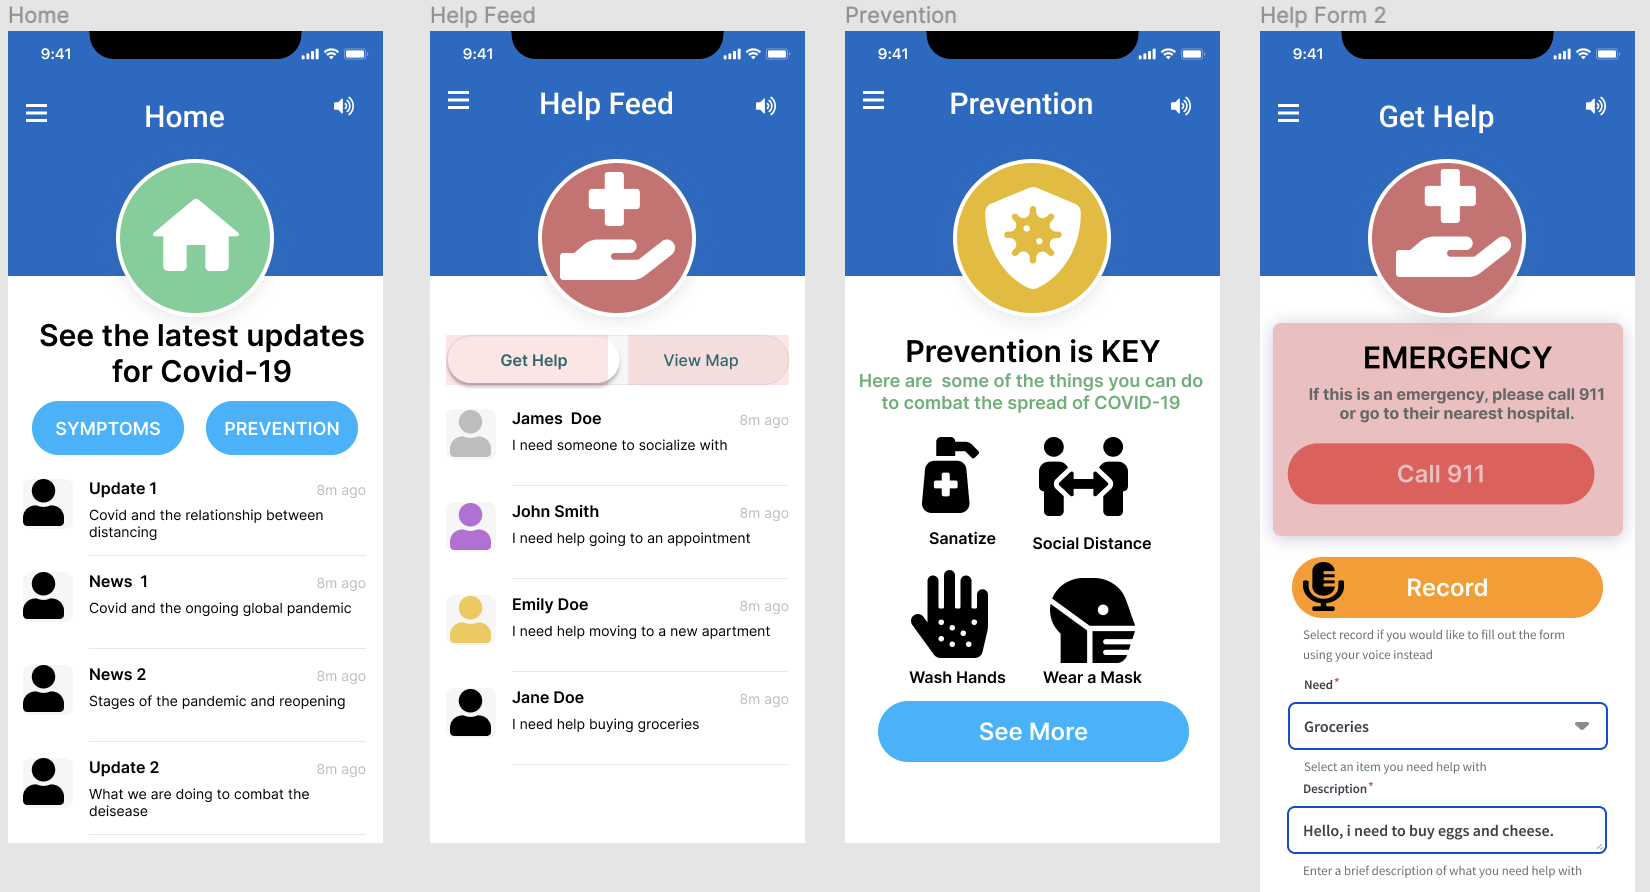 Home
9:41
Home
See the latest updates
for Covid-19
SYMPTOMS
PREVENTION
Update 1
8m ago
Covid and the relationship between
distancing
News  1
8m ago
Covid and the ongoing global pandemic
News 2
8m ago
Stages of the pandemic and reopening
Update 2
8m ago
What we are doing to combat the
deisease
Help Feed
9:41
Help Feed
Get Help
View Map
James  Doe
8m ago
I need someone to socialize with
John Smith
8m ago
I need help going to an appointment
Emily Doe
8m ago
I need help moving to a new apartment
Jane Doe
8m ago
I need help buying groceries
Prevention
9:41
Prevention
Prevention is KEY
Here are  some of the things you can do
to combat the spread of COVID-19
Sanatize
Social Distance
Wash Hands
Wear a Mask
See More
Help Form 2
9:41
Get Help
EMERGENCY
If this is an emergency, please call 911
or go to their nearest hospital.
Call 911
Record
Select record if you would like to fill out the form
using your voice instead
Need*
Groceries
Select an item you need help with
Description*
Hello, i need to buy eggs and cheese.
Enter a brief description of what you need help with